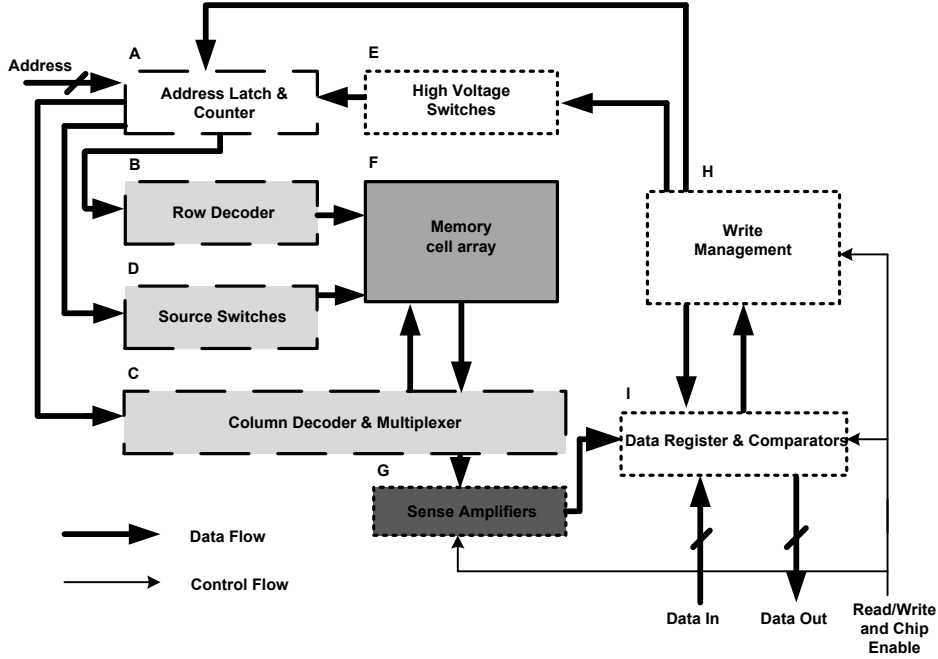 A
E
Address
Address Latch &
Counter
High Voltage
Switches
B
F
H
Row Decoder
Memory
cell array
Write
Management
D
Source Switches
C
I
Column Decoder & Multiplexer
Data Register & Comparators
G
Sense Amplifiers
Data Flow
Control Flow
Data In
Data Out
Read/Write
and Chip
Enable